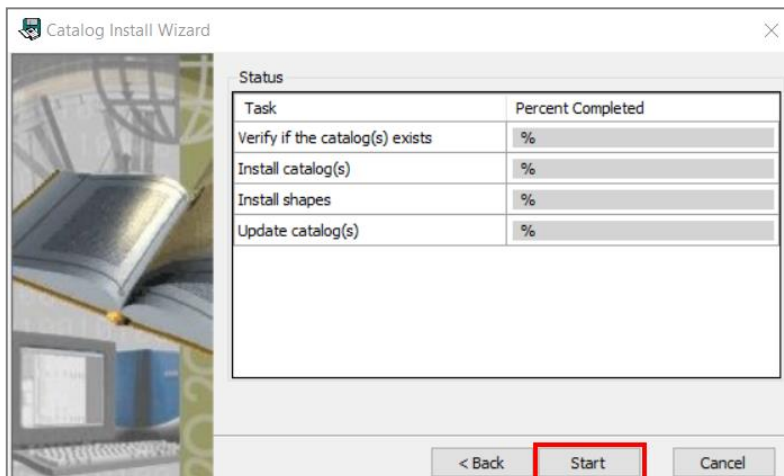 Catalog Install Wizard
Status
Task Percent Completed
Verify if the catalog(s) exists %
Install catalog(s) %
Install shapes %
Update catalog(s) %
< Back Start Cancel